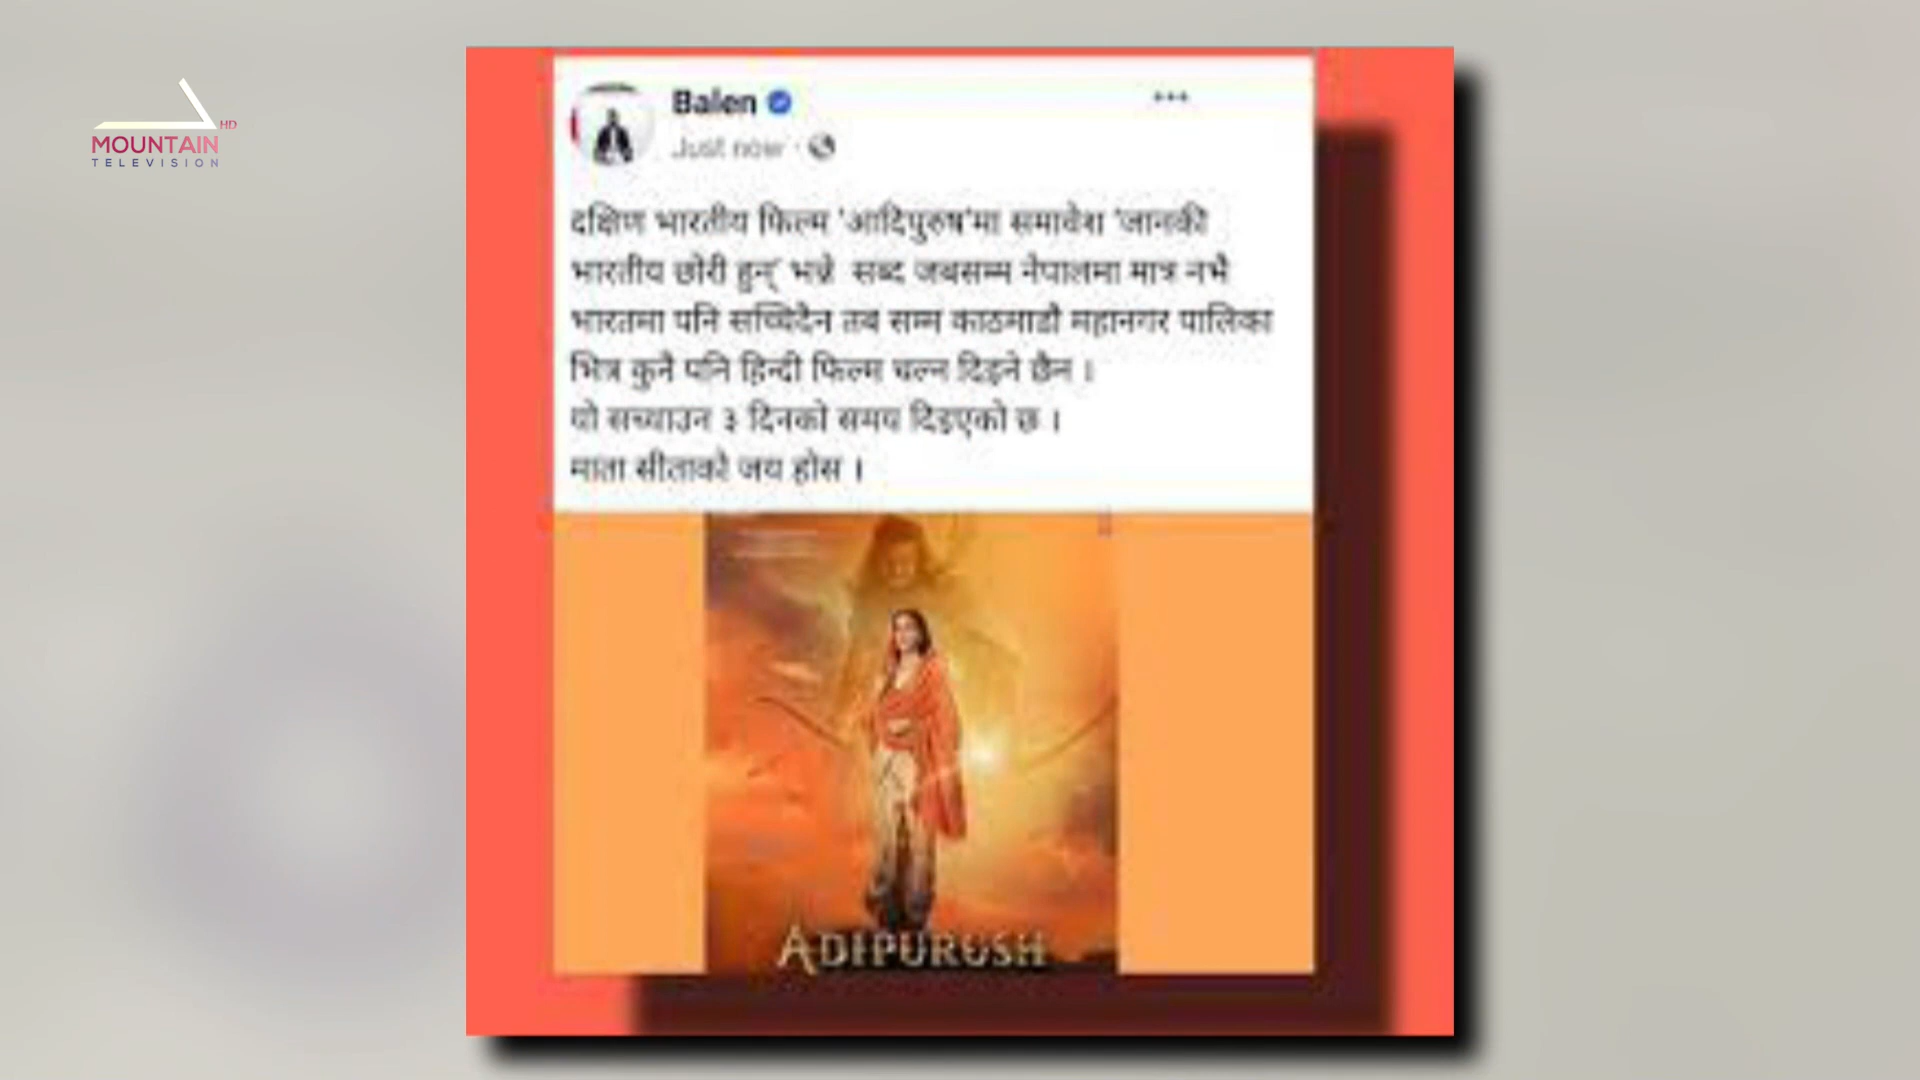 MOUNTAIN HD
TELEVISION
Balen
Just now ·
दक्षिण भारतीय फिल्म 'आदिपुरुष'मा समावेश 'जानकी
भारतीय छोरी हुन्' भन्ने सब्द जबसम्म नेपालमा मात्र नभै
भारतमा पनि सच्चिदैन तब सम्म काठमाडौ महानगर पालिका
भित्र कुनै पनि हिन्दी फिल्म चल्न दिइने छैन ।
यो सच्याउन ३ दिनको समय दिइएको छ ।
माता सीताको जय होस ।
ADIPURUSH